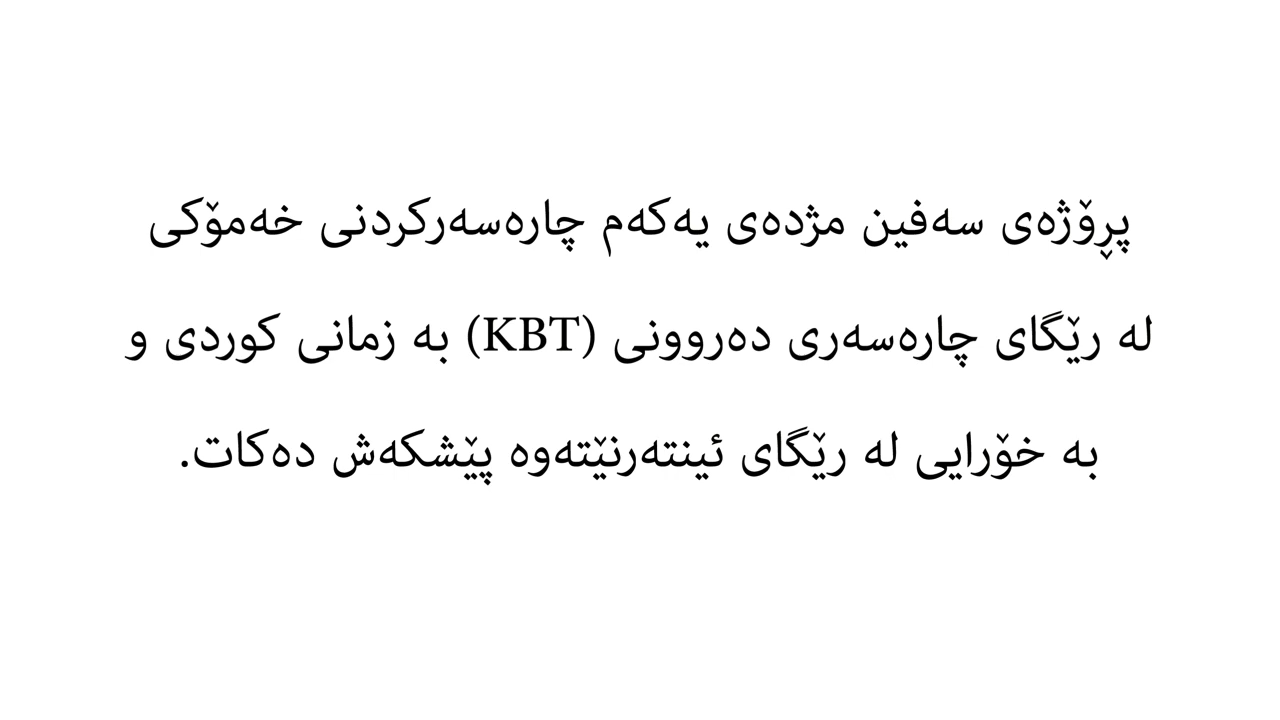 پڕۆژەی سەفین مژدەی یەکەم چارەسەرکردنی خەمۆکی
لە رێگای چارەسەری دەروونی (KBT) بە زمانی کوردی و
بە خۆرایی لە رێگای ئینتەرنێتەوە پێشکەش دەکات.